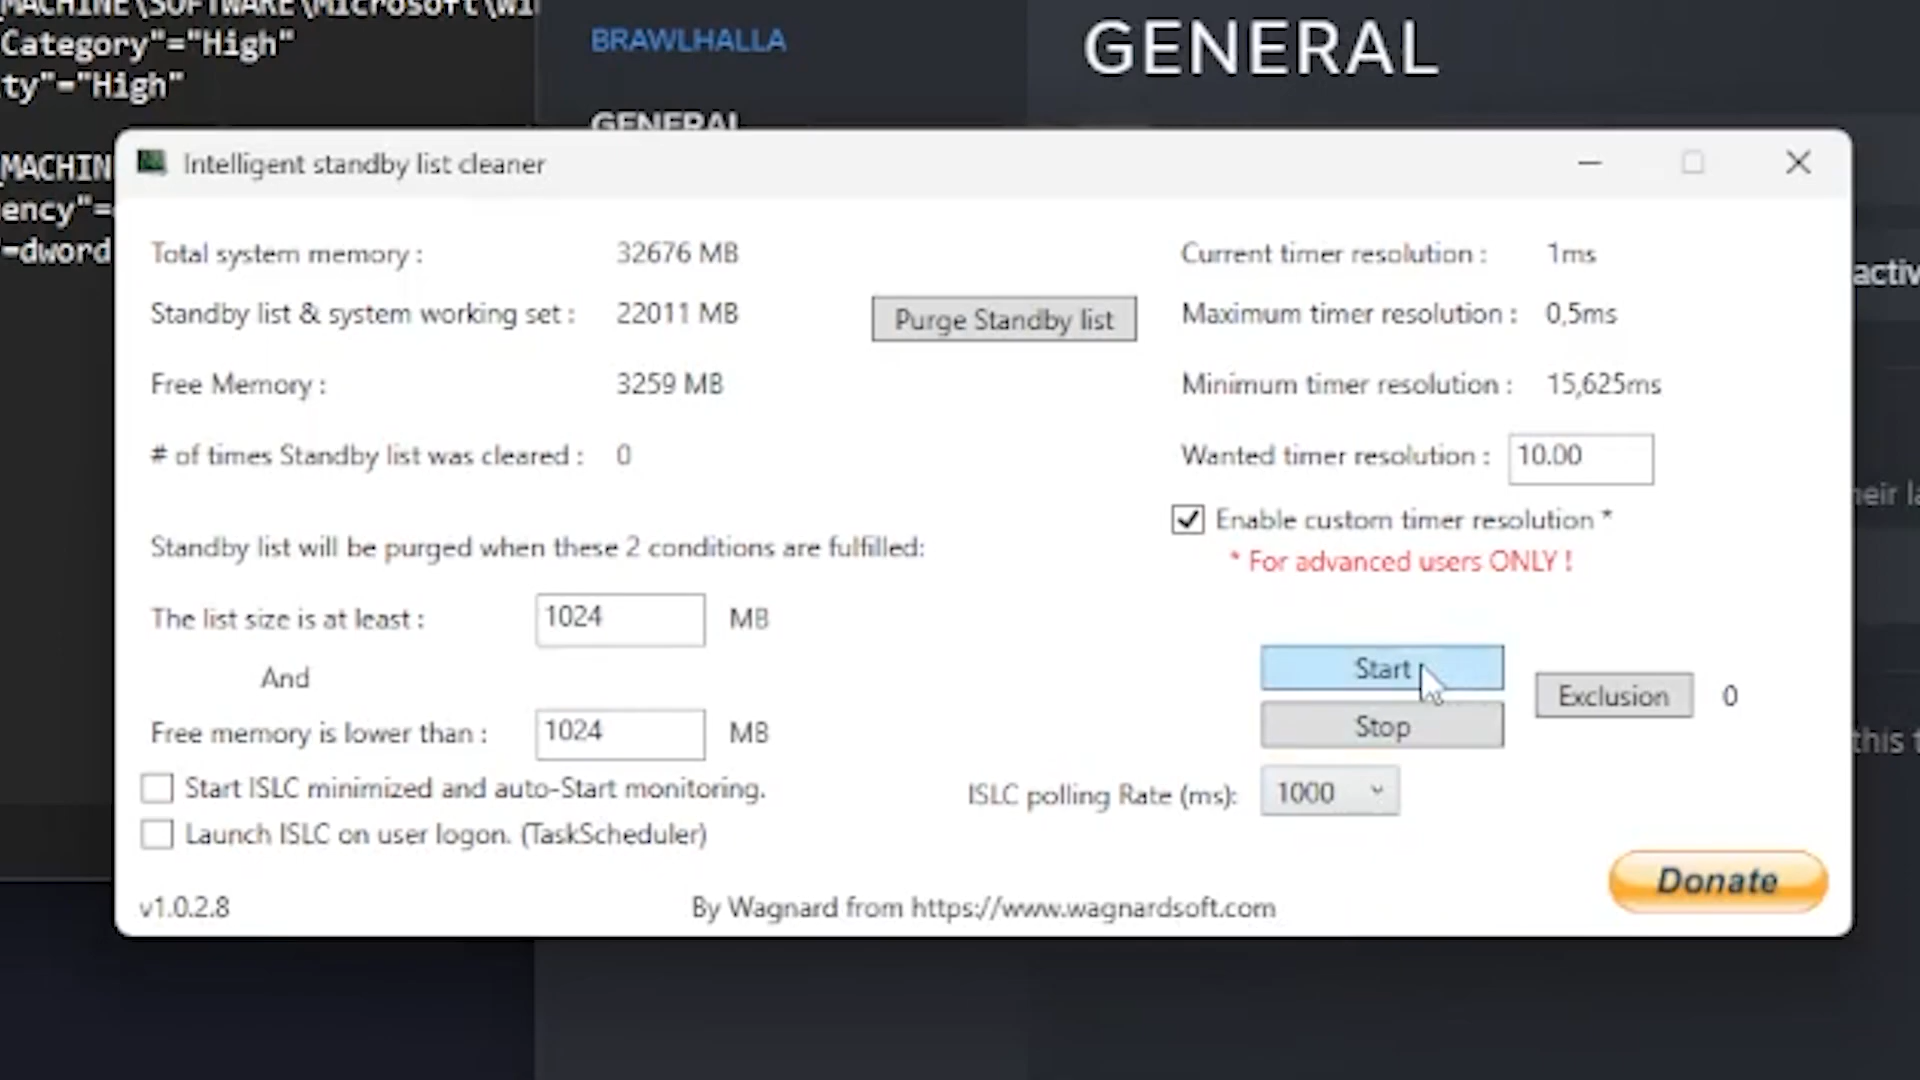 Category"="High"
ty"="High"
BRAWLHALLA
GENERAL
GENERAL
Intelligent standby list cleaner
Total system memory : 32676 MB
Standby list & system working set : 22011 MB
Purge Standby list
Free Memory : 3259 MB
# of times Standby list was cleared : 0
Standby list will be purged when these 2 conditions are fulfilled:
The list size is at least : 1024 MB
And
Free memory is lower than : 1024 MB
Start ISLC minimized and auto-Start monitoring.
Launch ISLC on user logon. (TaskScheduler)
Current timer resolution : 1ms
Maximum timer resolution : 0,5ms
Minimum timer resolution : 15,625ms
Wanted timer resolution : 10.00
Enable custom timer resolution *
* For advanced users ONLY !
Start
Stop
Exclusion 0
ISLC polling Rate (ms): 1000
Donate
v1.0.2.8
By Wagnard from https://www.wagnardsoft.com
_MACHIN
ency"=
"=dword
activ
heir la
this t